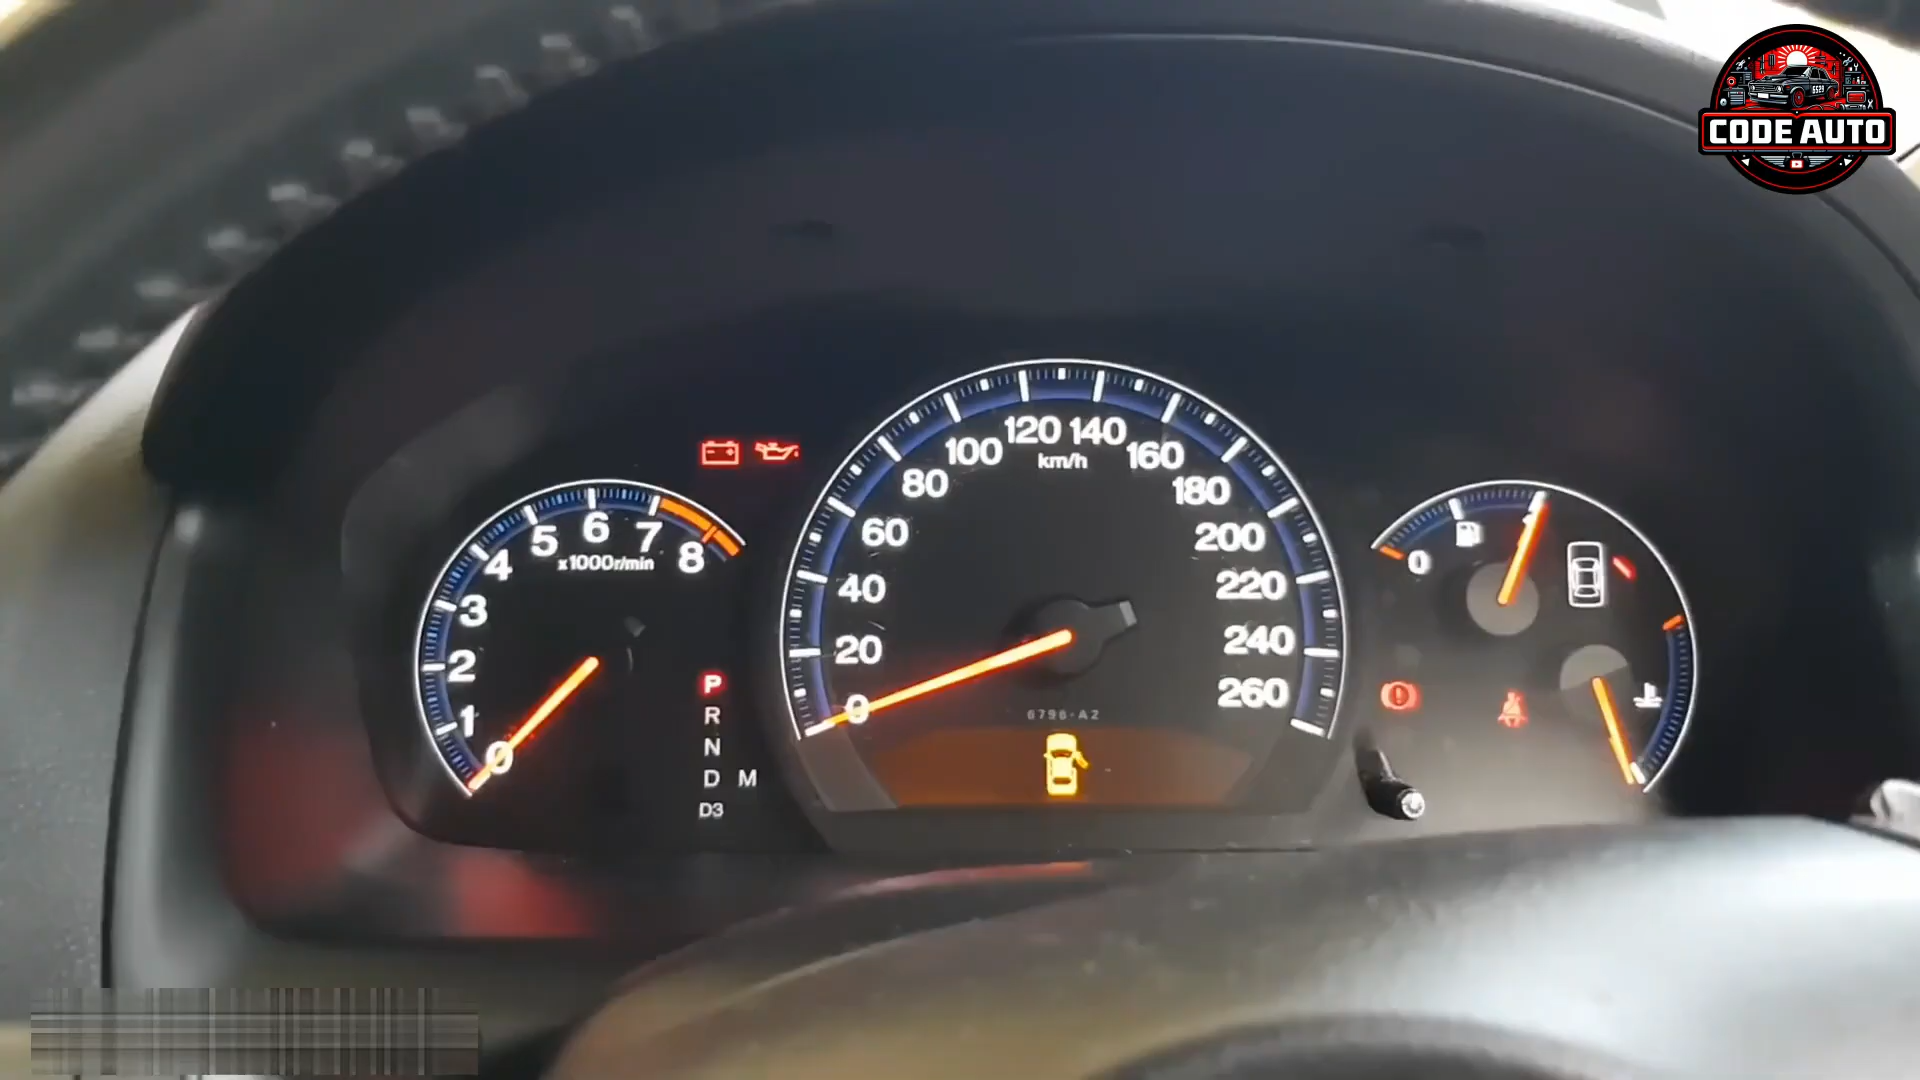 CODE AUTO
120 140
100 km/h 160
80 180
60 200
40 220
20 240
0 260
6796-A2
4 5 6 7 8
x1000r/min
3
2
1
0
P
R
N
D M
D3
0